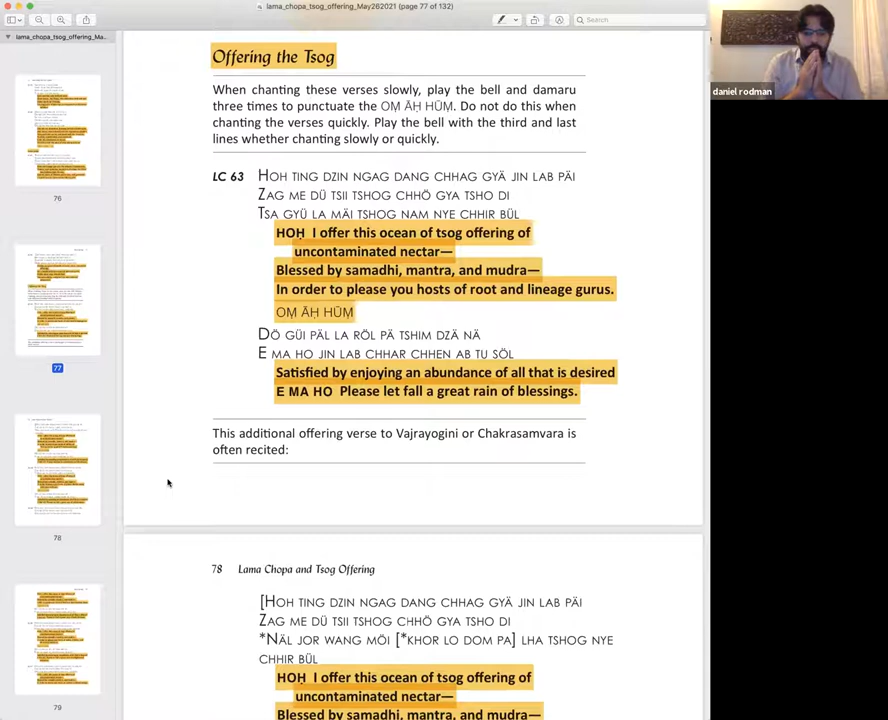 lama_chopa_tsog_offering_May262021 (page 77 of 132)
Search
lama_chopa_tsog_offering_Ma...
76
77
78
79
daniel rodman
Offering the Tsog
When chanting these verses slowly, play the bell and damaru
three times to punctuate the OṂ ĀḤ HŪṂ. Do not do this when
chanting the verses quickly. Play the bell with the third and last
lines whether chanting slowly or quickly.
LC 63 HOH TING DZIN NGAG DANG CHHAG GYÄ JIN LAB PÄI
ZAG ME DÜ TSII TSHOG CHHÖ GYA TSHO DI
TSA GYÜ LA MÄI TSHOG NAM NYE CHHIR BÜL
HOḤ I offer this ocean of tsog offering of
uncontaminated nectar—
Blessed by samadhi, mantra, and mudra—
In order to please you hosts of root and lineage gurus.
OṂ ĀḤ HŪṂ
DÖ GÜI PÄL LA RÖL PÄ TSHIM DZÄ NÄ
E MA HO JIN LAB CHHAR CHHEN AB TU SÖL
Satisfied by enjoying an abundance of all that is desired
E MA HO Please let fall a great rain of blessings.
This additional offering verse to Vajrayogini or Chakrasamvara is
often recited:
78 Lama Chopa and Tsog Offering
[HOH TING DZIN NGAG DANG CHHAG GYÄ JIN LAB PÄI
ZAG ME DÜ TSII TSHOG CHHÖ GYA TSHO DI
*NÄL JOR WANG MÖI [*KHOR LO DOM PA] LHA TSHOG NYE
CHHIR BÜL
HOḤ I offer this ocean of tsog offering of
uncontaminated nectar—
Blessed by samadhi, mantra, and mudra—